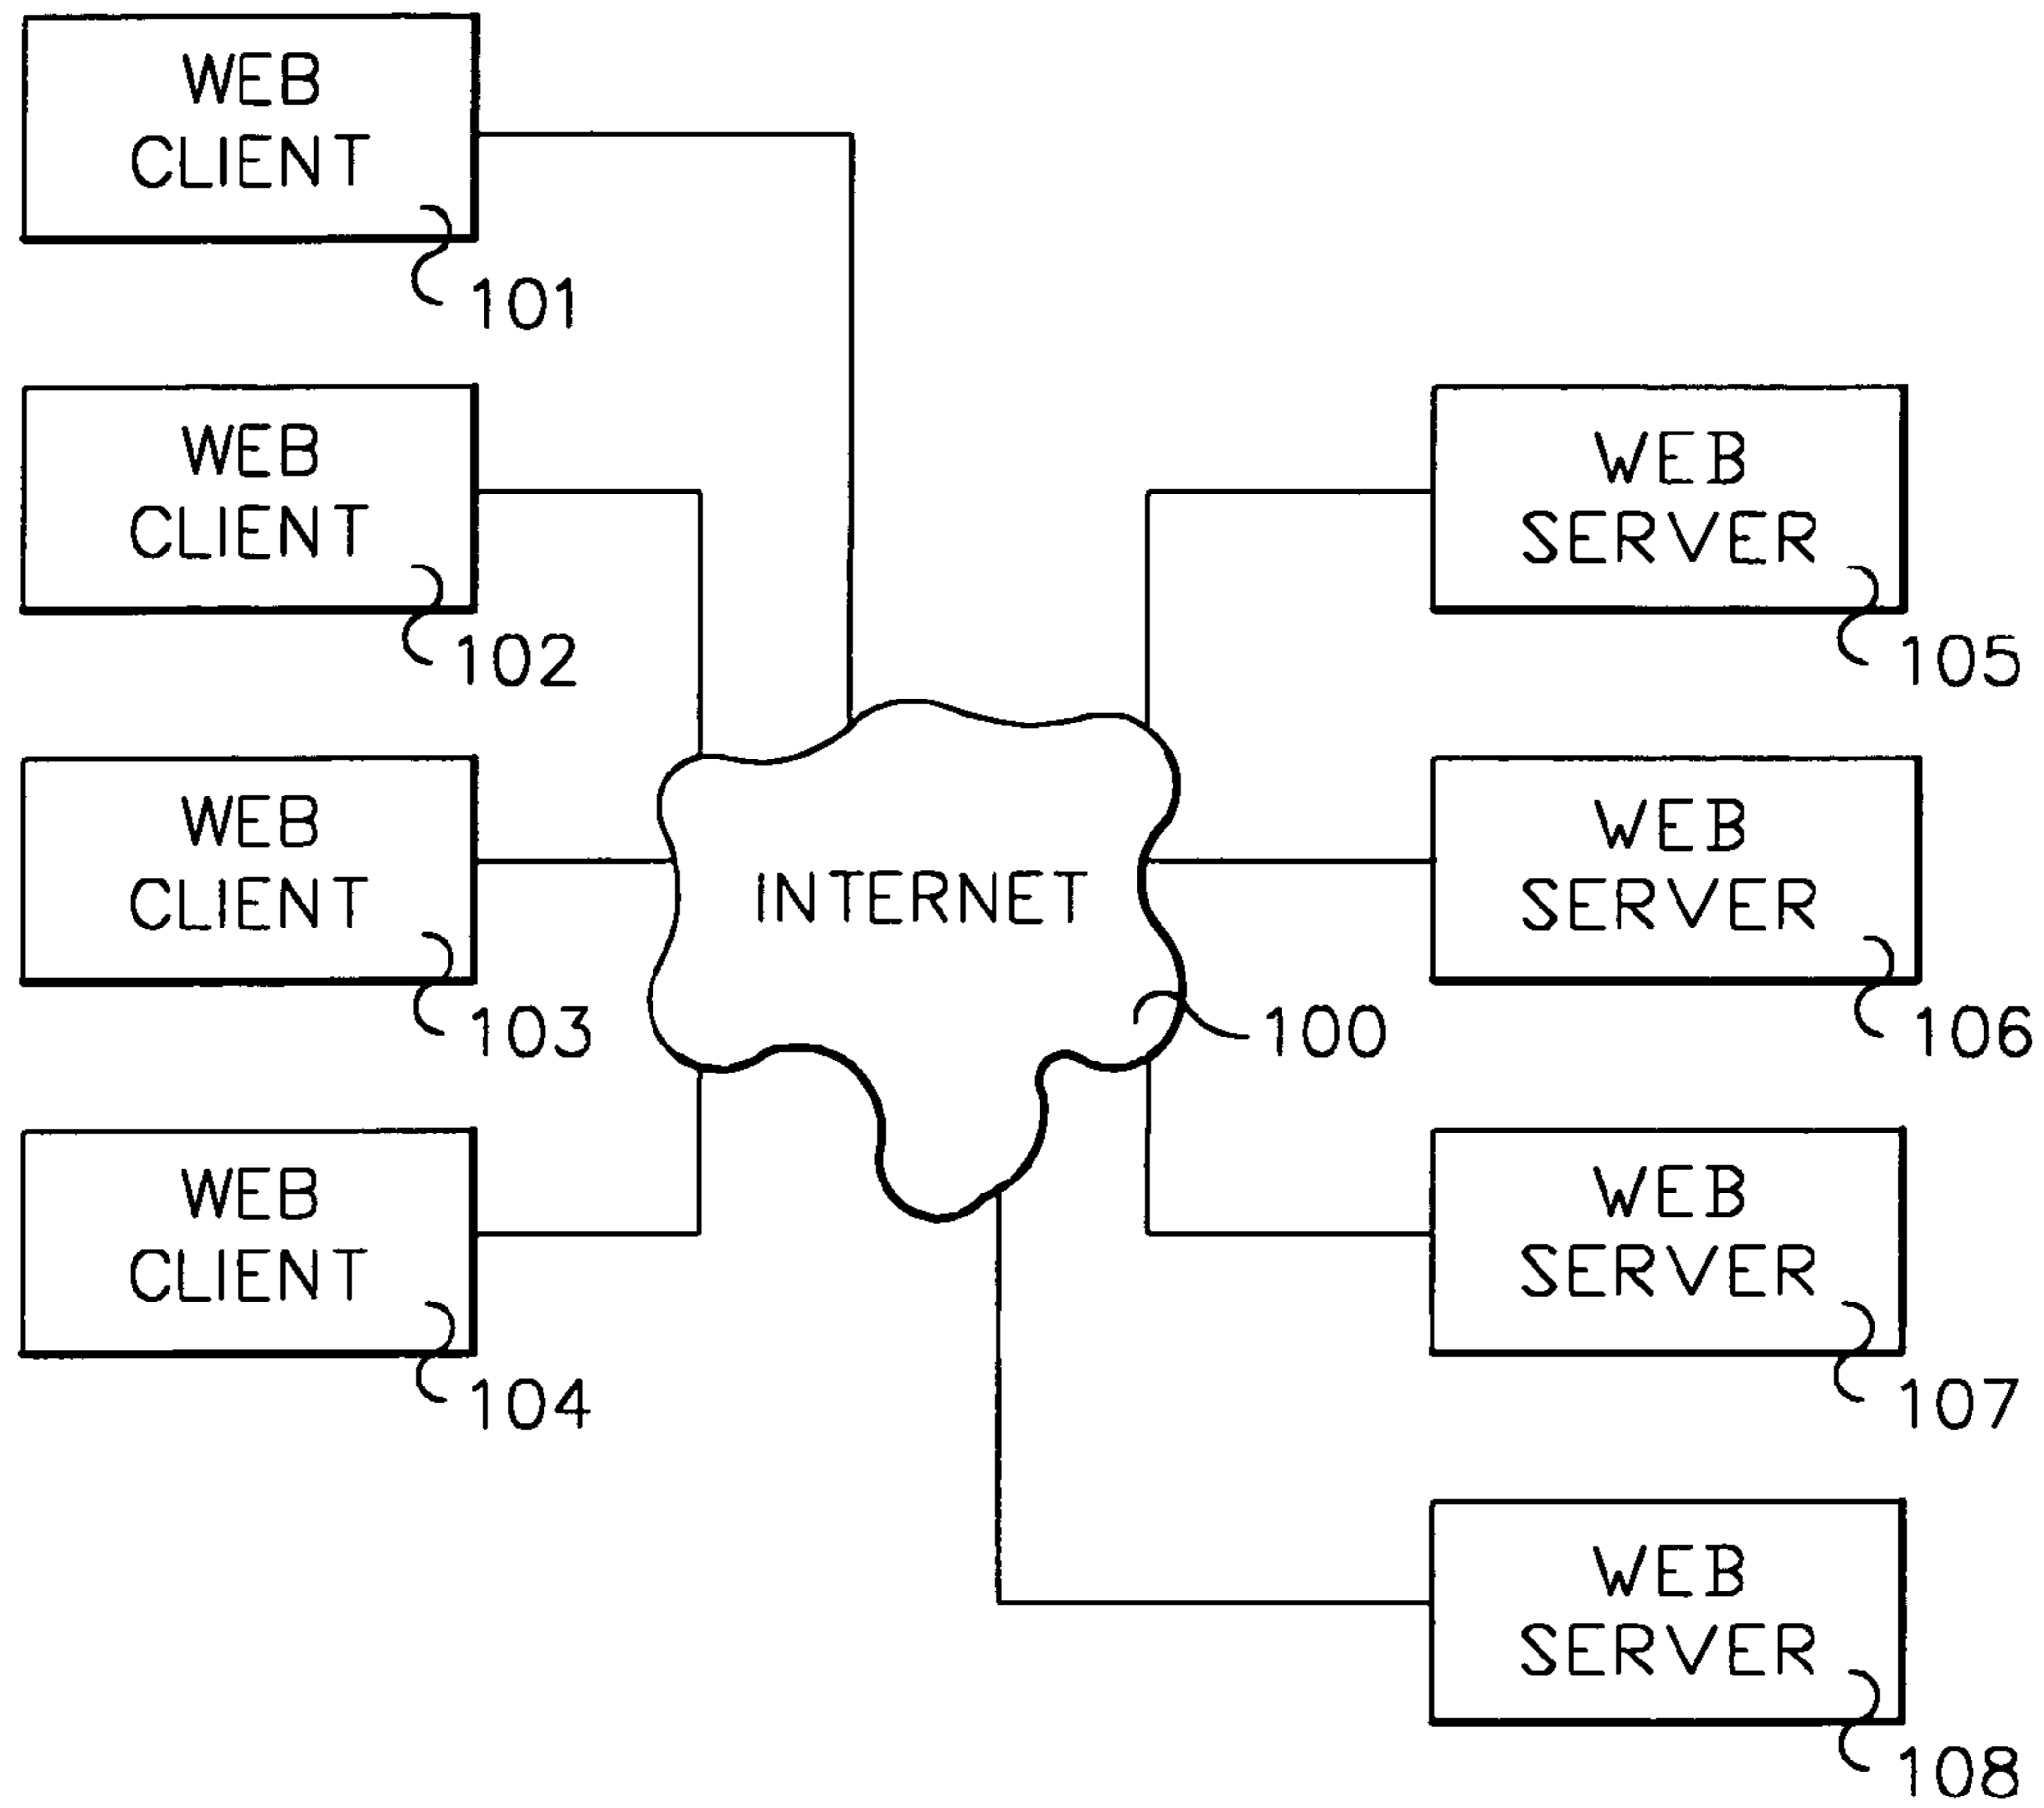 WEB
CLIENT
101
WEB
CLIENT
102
WEB
CLIENT
103
WEB
CLIENT
104
INTERNET
100
WEB
SERVER
105
WEB
SERVER
106
WEB
SERVER
107
WEB
SERVER
108